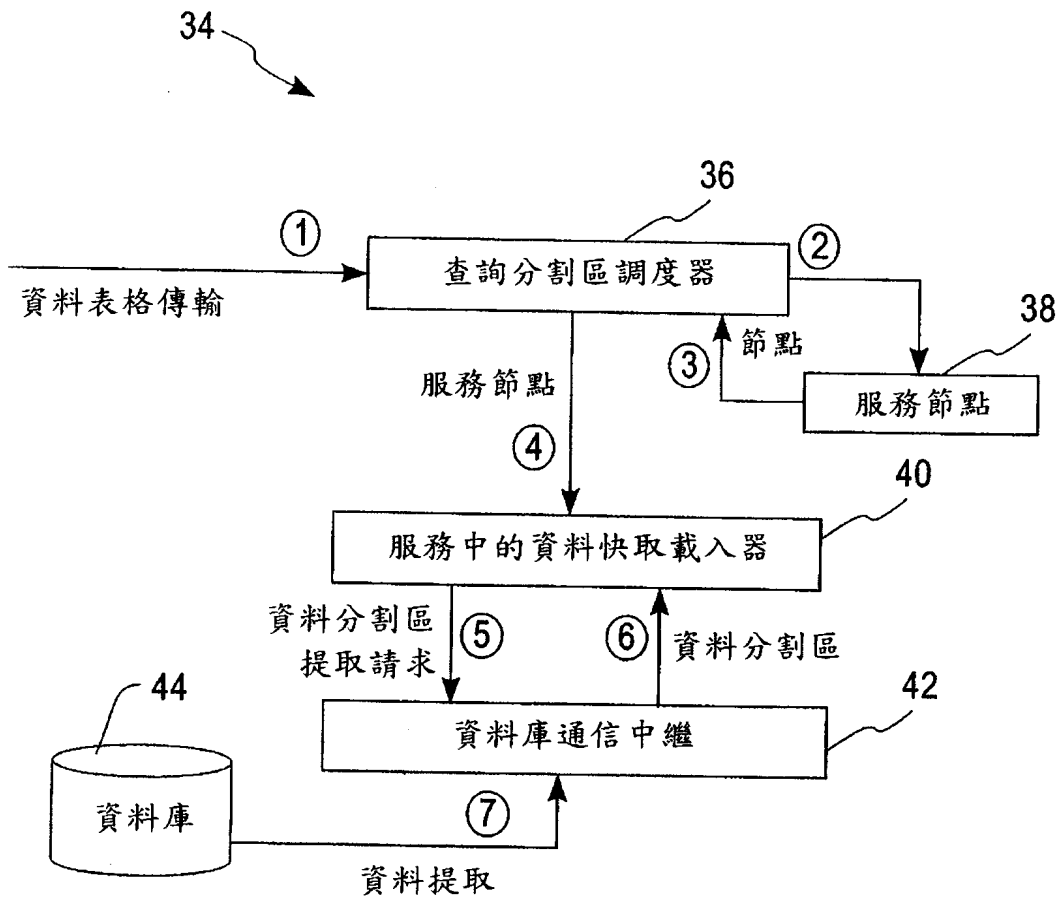 34
36
①
查詢分割區調度器
②
資料表格傳輸
③
節點
38
服務節點
服務節點
④
40
服務中的資料快取載入器
資料分割區
提取請求
⑤
⑥
資料分割區
44
42
資料庫通信中繼
資料庫
⑦
資料提取